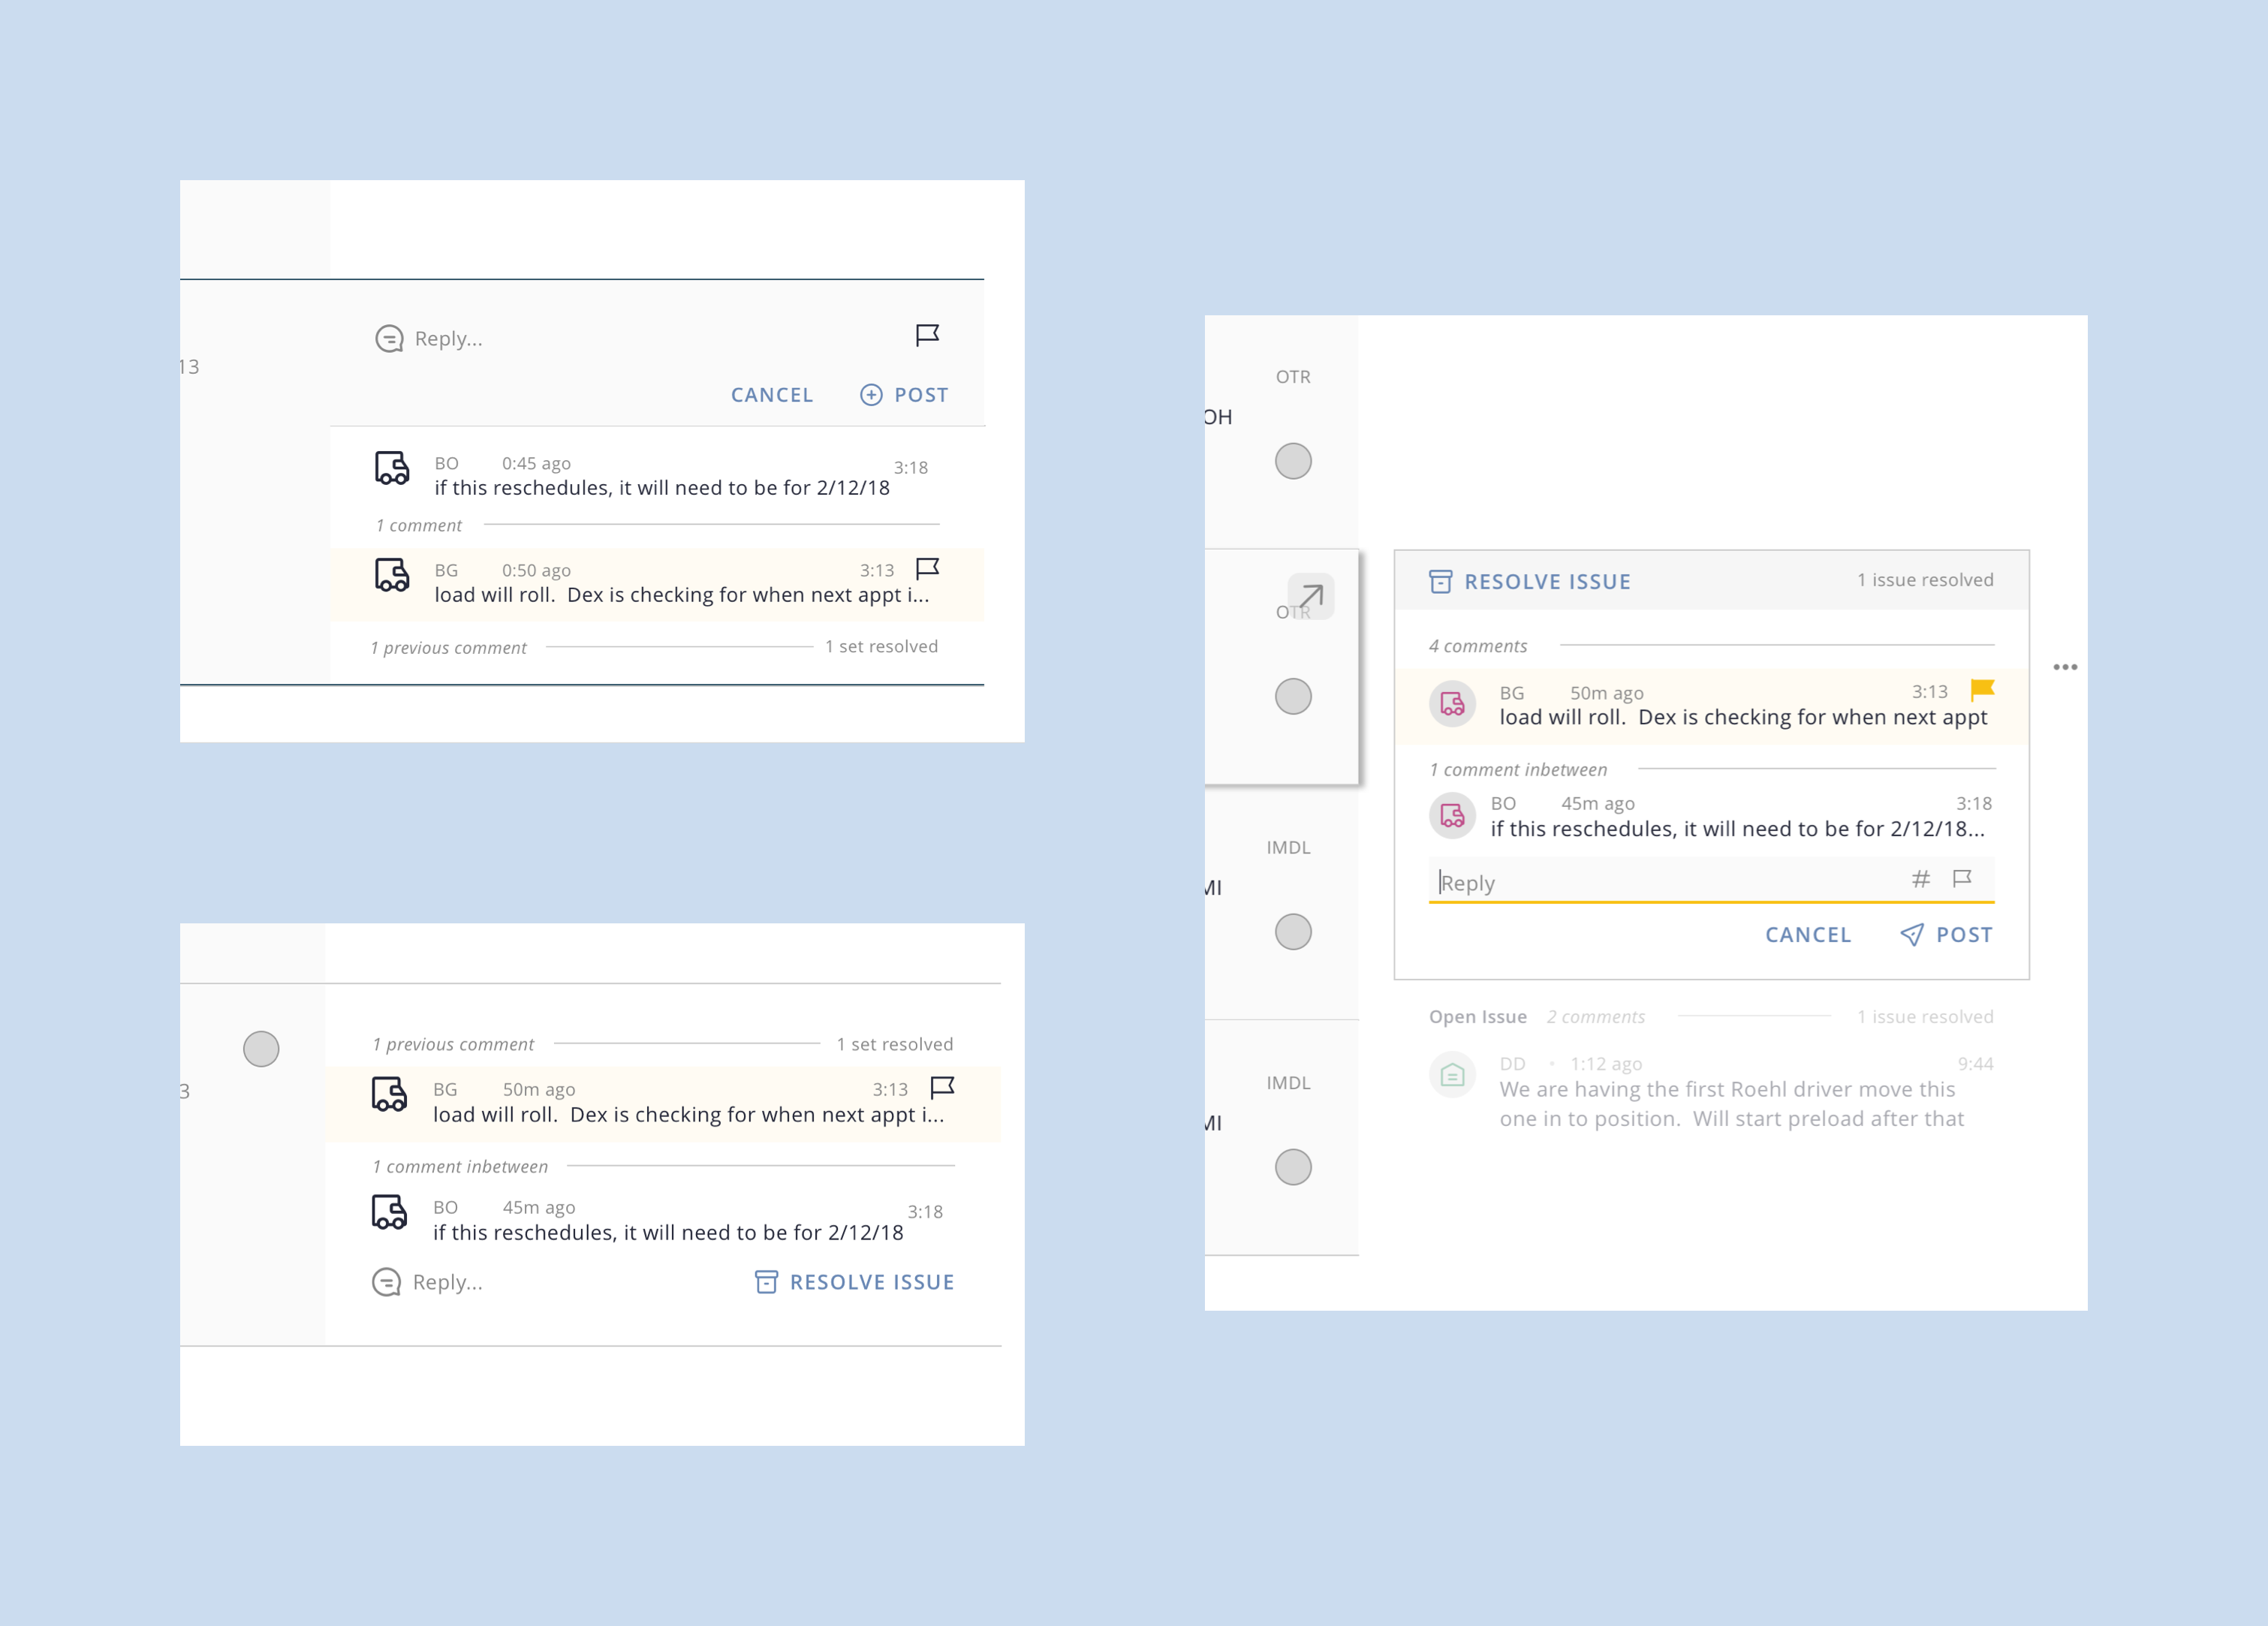 13
Reply...
CANCEL POST
BO 0:45 ago 3:18
if this reschedules, it will need to be for 2/12/18
1 comment
BG 0:50 ago 3:13
load will roll. Dex is checking for when next appt i...
1 previous comment 1 set resolved
3
1 previous comment 1 set resolved
BG 50m ago 3:13
load will roll. Dex is checking for when next appt i...
1 comment inbetween
BO 45m ago 3:18
if this reschedules, it will need to be for 2/12/18
Reply... RESOLVE ISSUE
OTR
OH
OTR
IMDL
MI
IMDL
MI
RESOLVE ISSUE 1 issue resolved
4 comments
BG 50m ago 3:13
load will roll. Dex is checking for when next appt
1 comment inbetween
BO 45m ago 3:18
if this reschedules, it will need to be for 2/12/18...
Reply #
CANCEL POST
Open Issue 2 comments 1 issue resolved
DD • 1:12 ago 9:44
We are having the first Roehl driver move this
one in to position. Will start preload after that